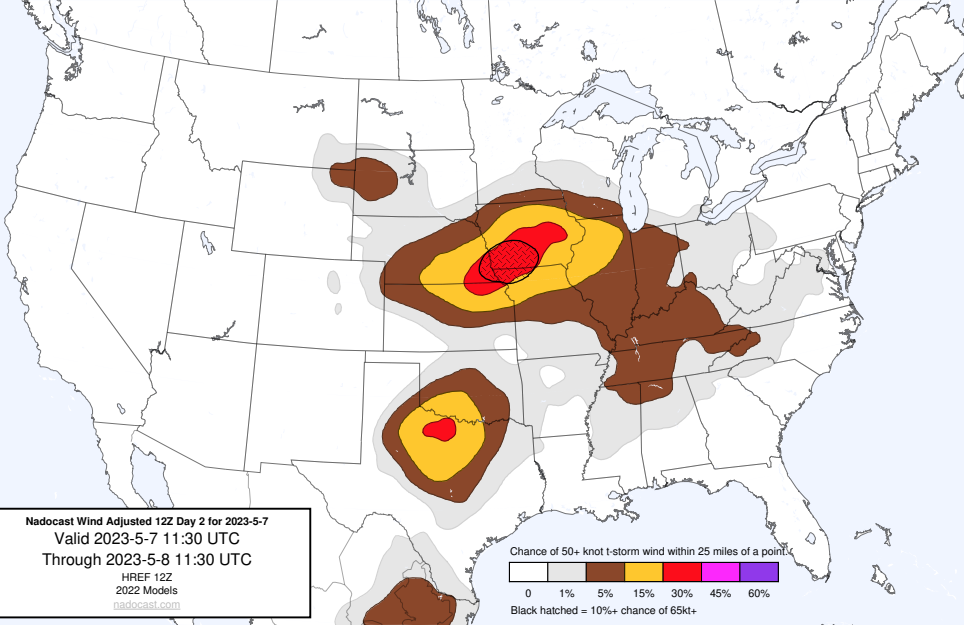 Nadocast Wind Adjusted 12Z Day 2 for 2023-5-7
Valid 2023-5-7 11:30 UTC
Through 2023-5-8 11:30 UTC
HREF 12Z
2022 Models
nadocast.com
Chance of 50+ knot t-storm wind within 25 miles of a point.
0 1% 5% 15% 30% 45% 60%
Black hatched = 10%+ chance of 65kt+